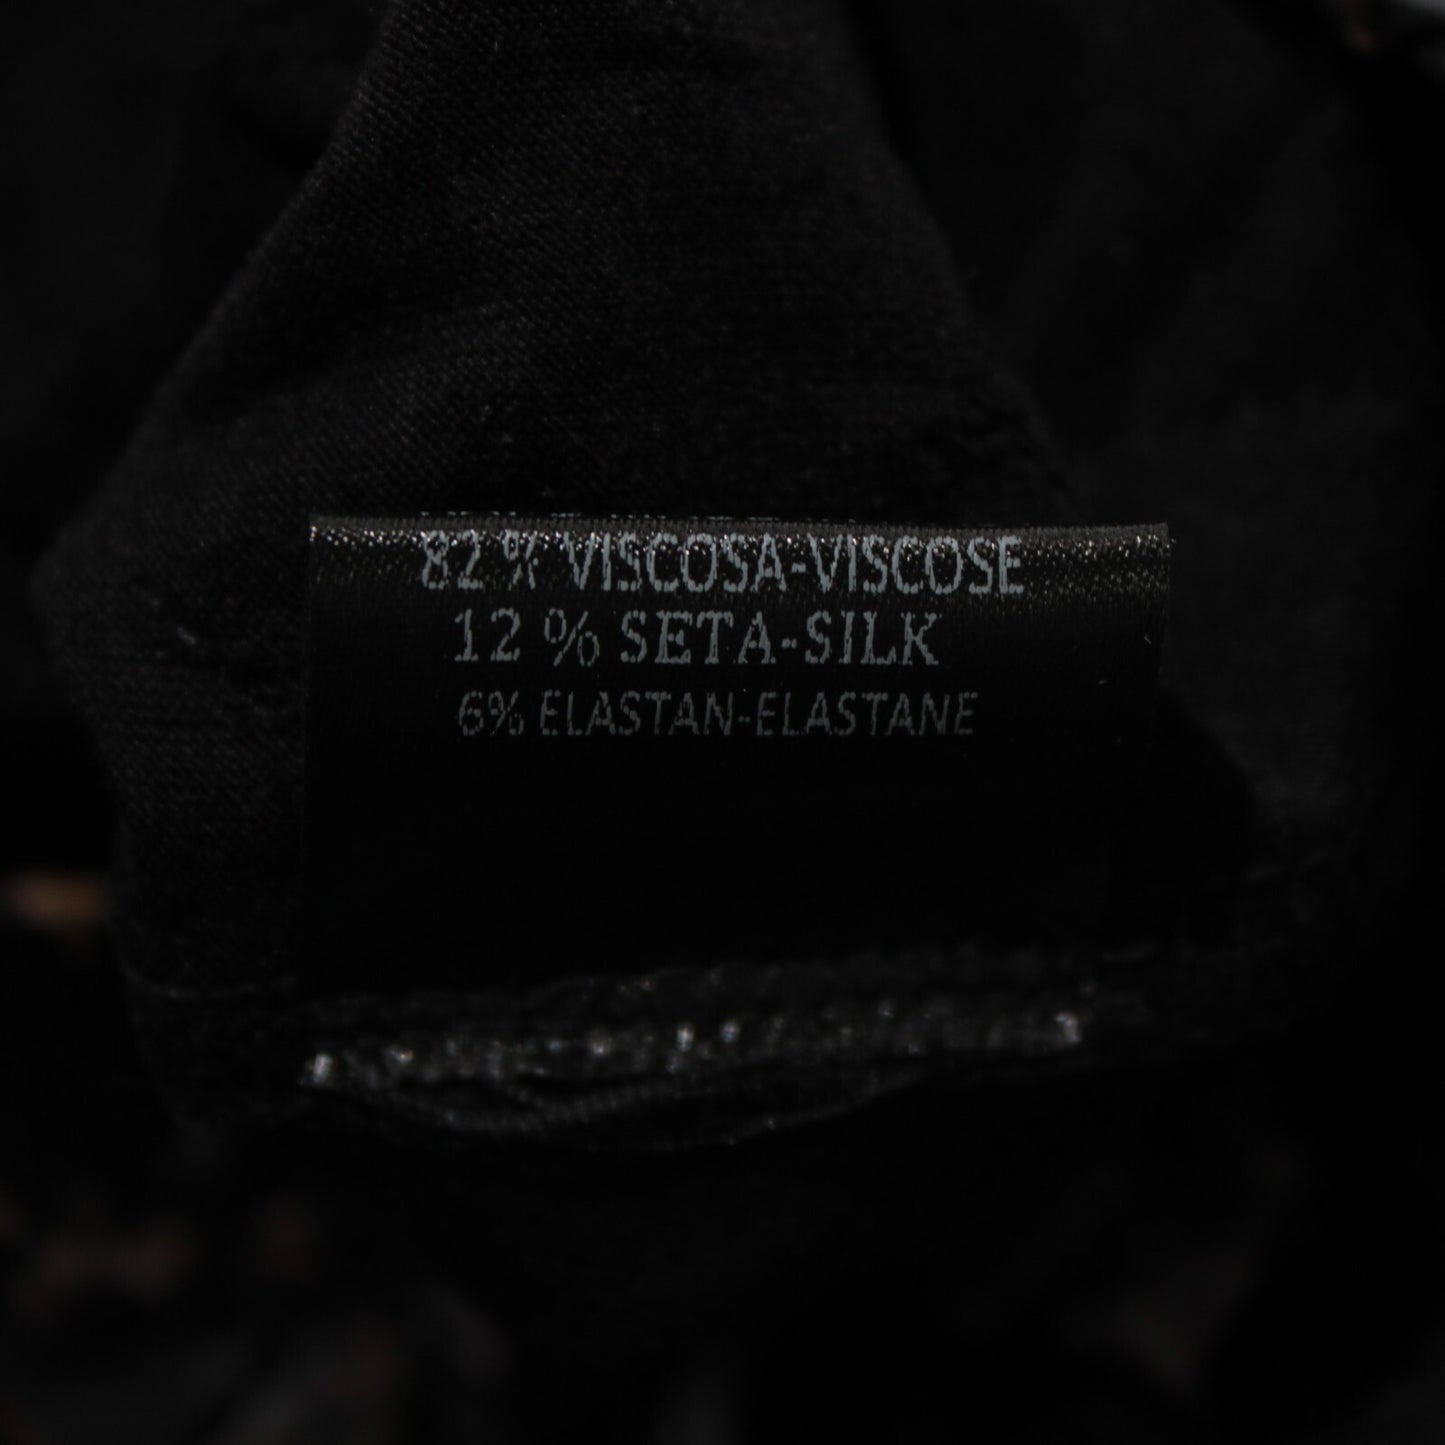 82 % VISCOSA-VISCOSE
12 % SETA-SILK
6% ELASTAN-ELASTANE